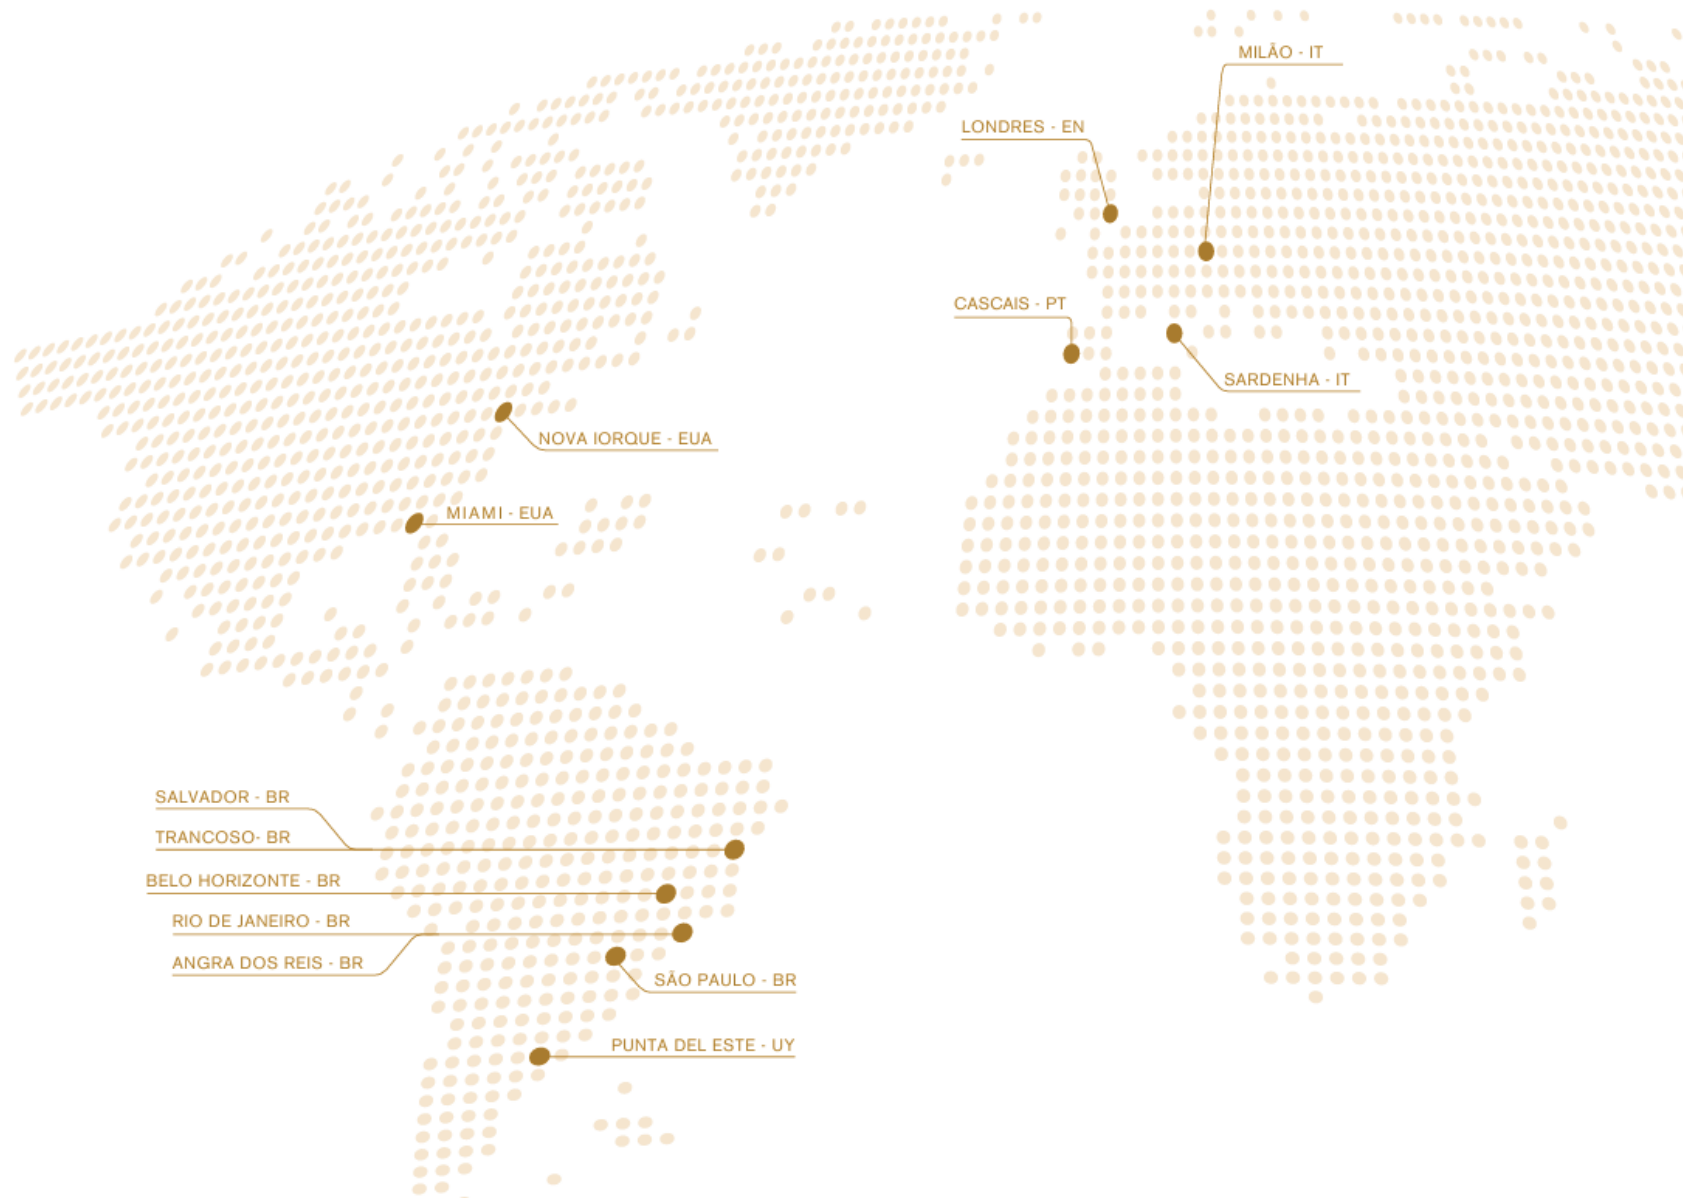 MILÃO - IT
LONDRES - EN
CASCAIS - PT
SARDENHA - IT
NOVA IORQUE - EUA
MIAMI - EUA
SALVADOR - BR
TRANCOSO- BR
BELO HORIZONTE - BR
RIO DE JANEIRO - BR
ANGRA DOS REIS - BR
SÃO PAULO - BR
PUNTA DEL ESTE - UY